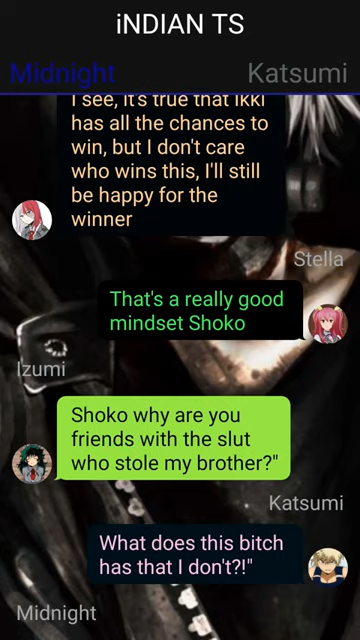 iNDIAN TS
Midnight
Katsumi
I see, it's true that Ikki
has all the chances to
win, but I don't care
who wins this, I'll still
be happy for the
winner
Stella
That's a really good
mindset Shoko
Izumi
Shoko why are you
friends with the slut
who stole my brother?"
Katsumi
What does this bitch
has that I don't?!"
Midnight